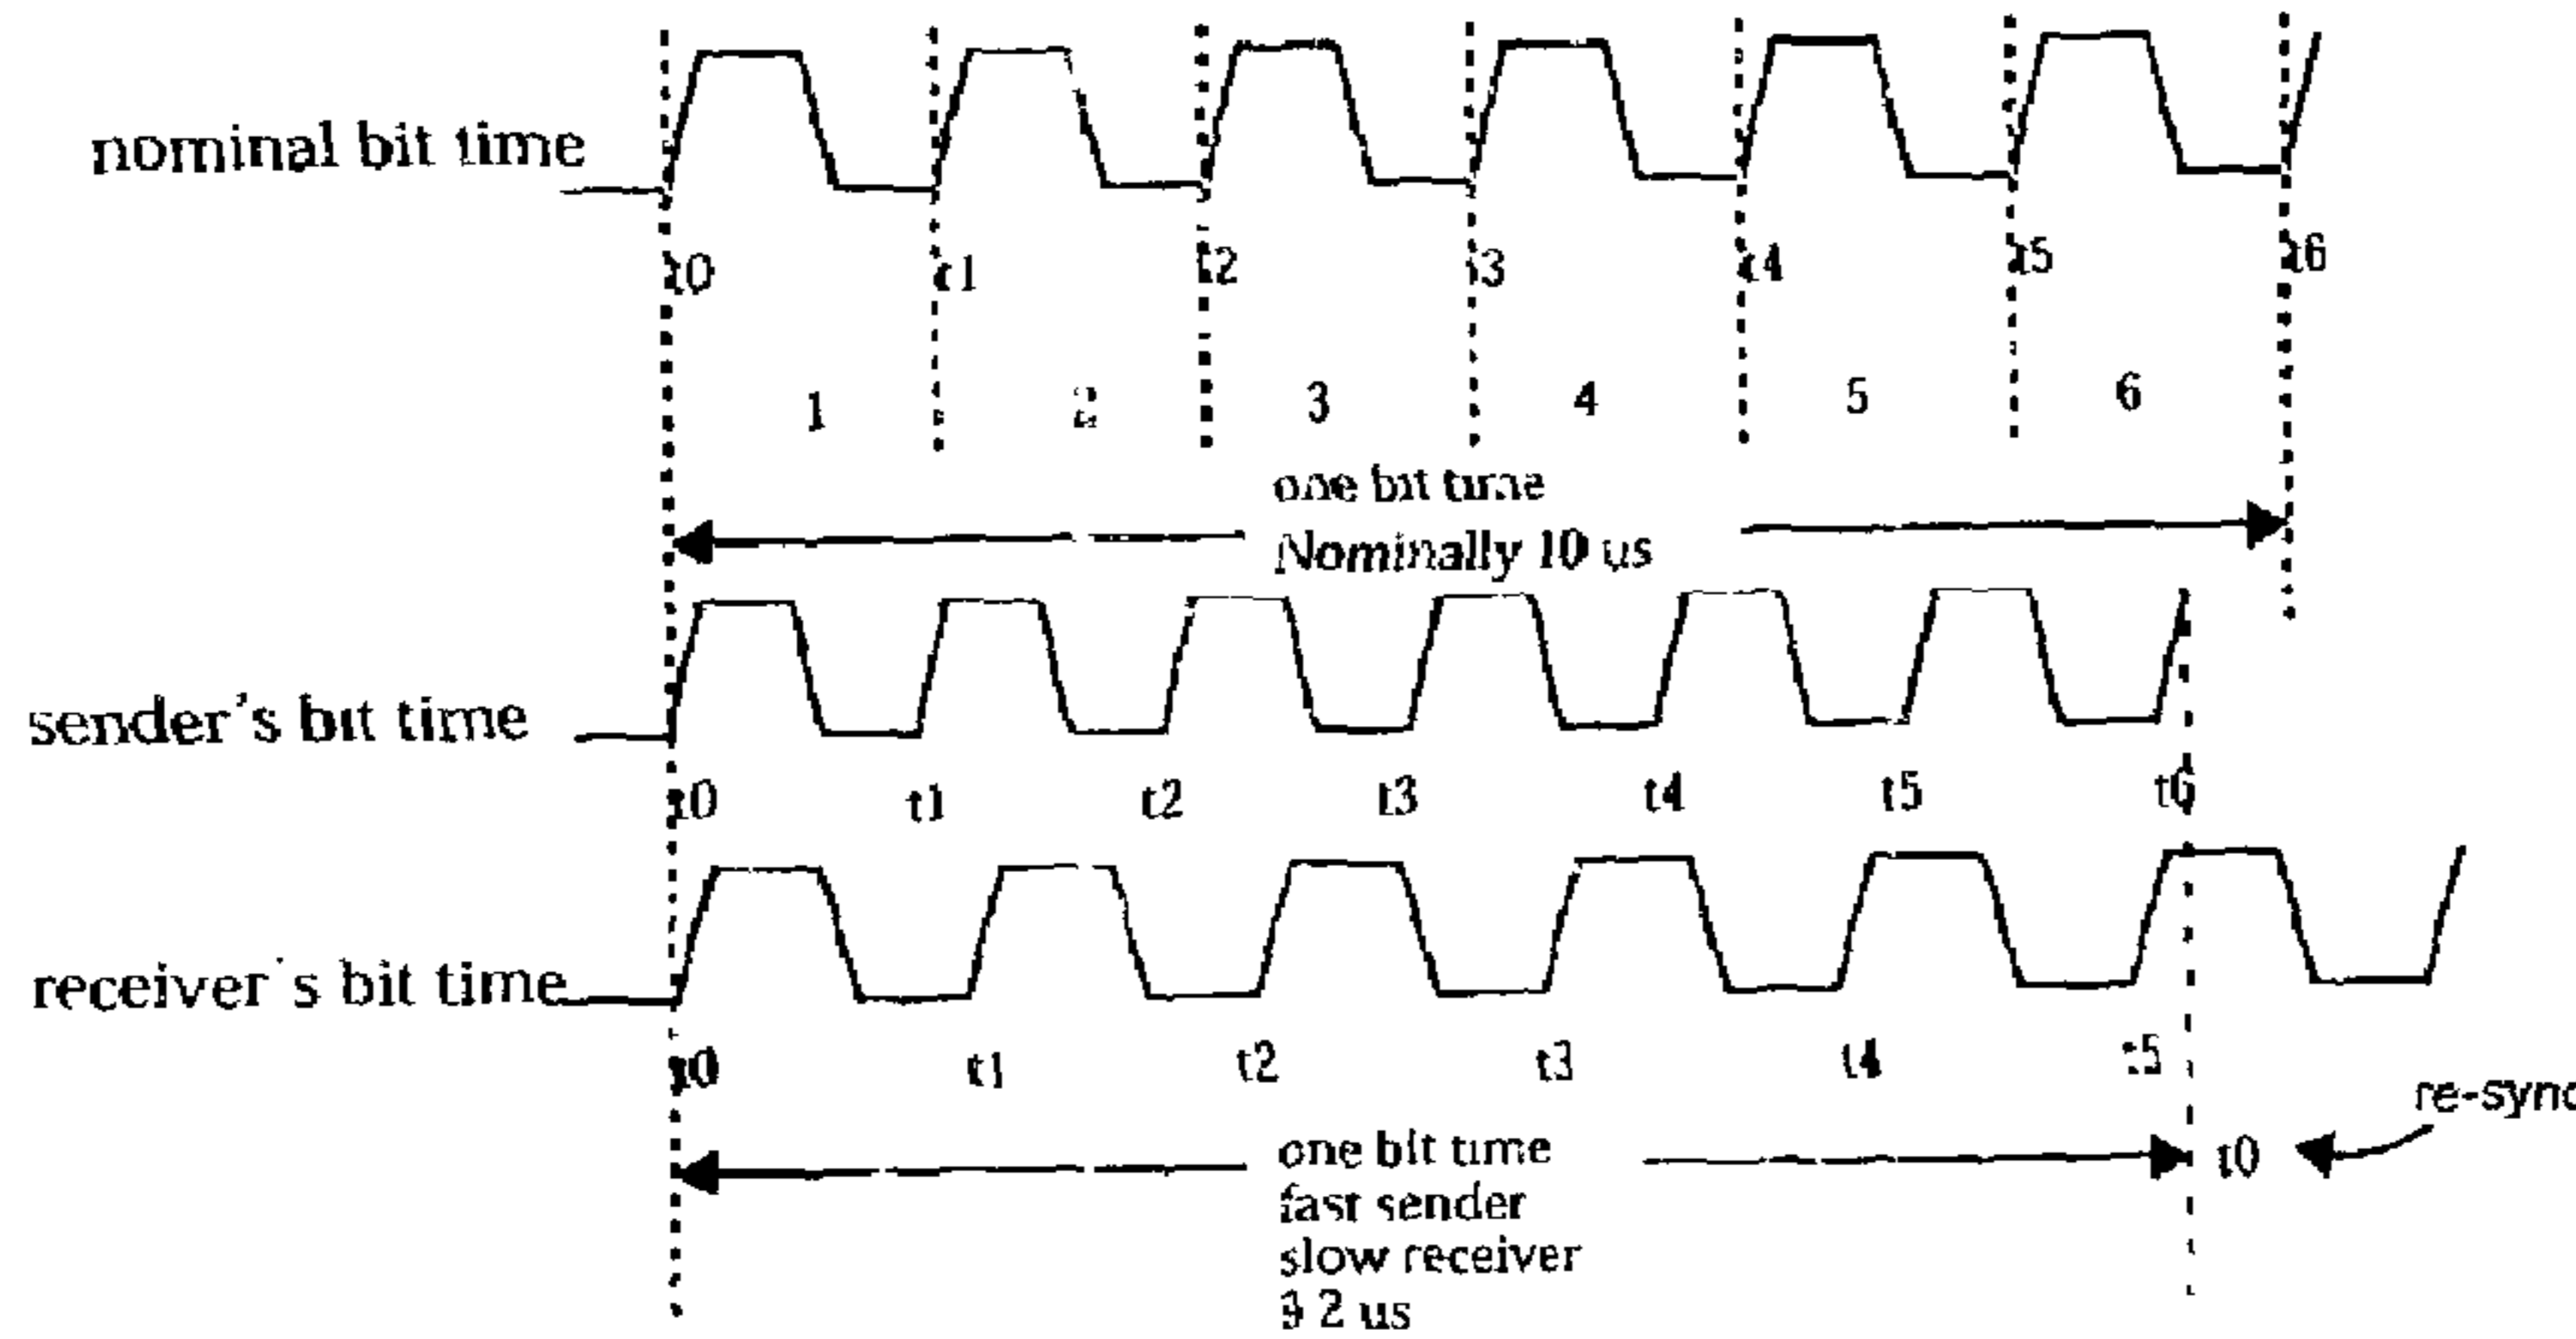 nominal bit time
t0 t1 t2 t3 t4 t5 t6
1 2 3 4 5 6
one bit time
Nominally 10 us
sender's bit time
t0 t1 t2 t3 t4 t5 t6
receiver's bit time
t0 t1 t2 t3 t4 t5
re-sync
one bit time
t0
fast sender
slow receiver
9 2 us